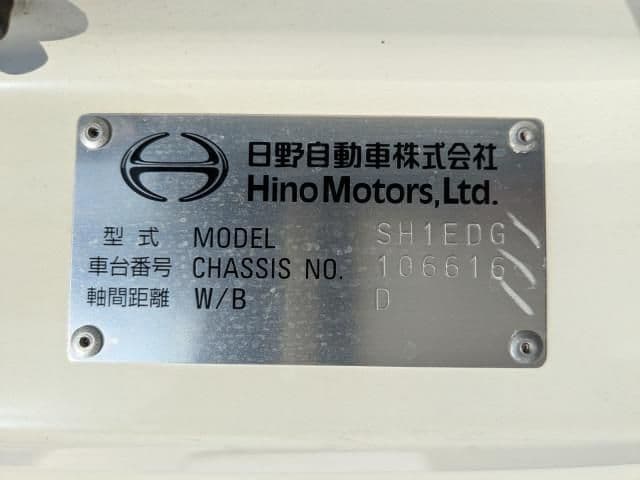 日野自動車株式会社
Hino Motors, Ltd.
型式 MODEL SH1EDG
車台番号 CHASSIS NO. 106616
軸間距離 W/B D